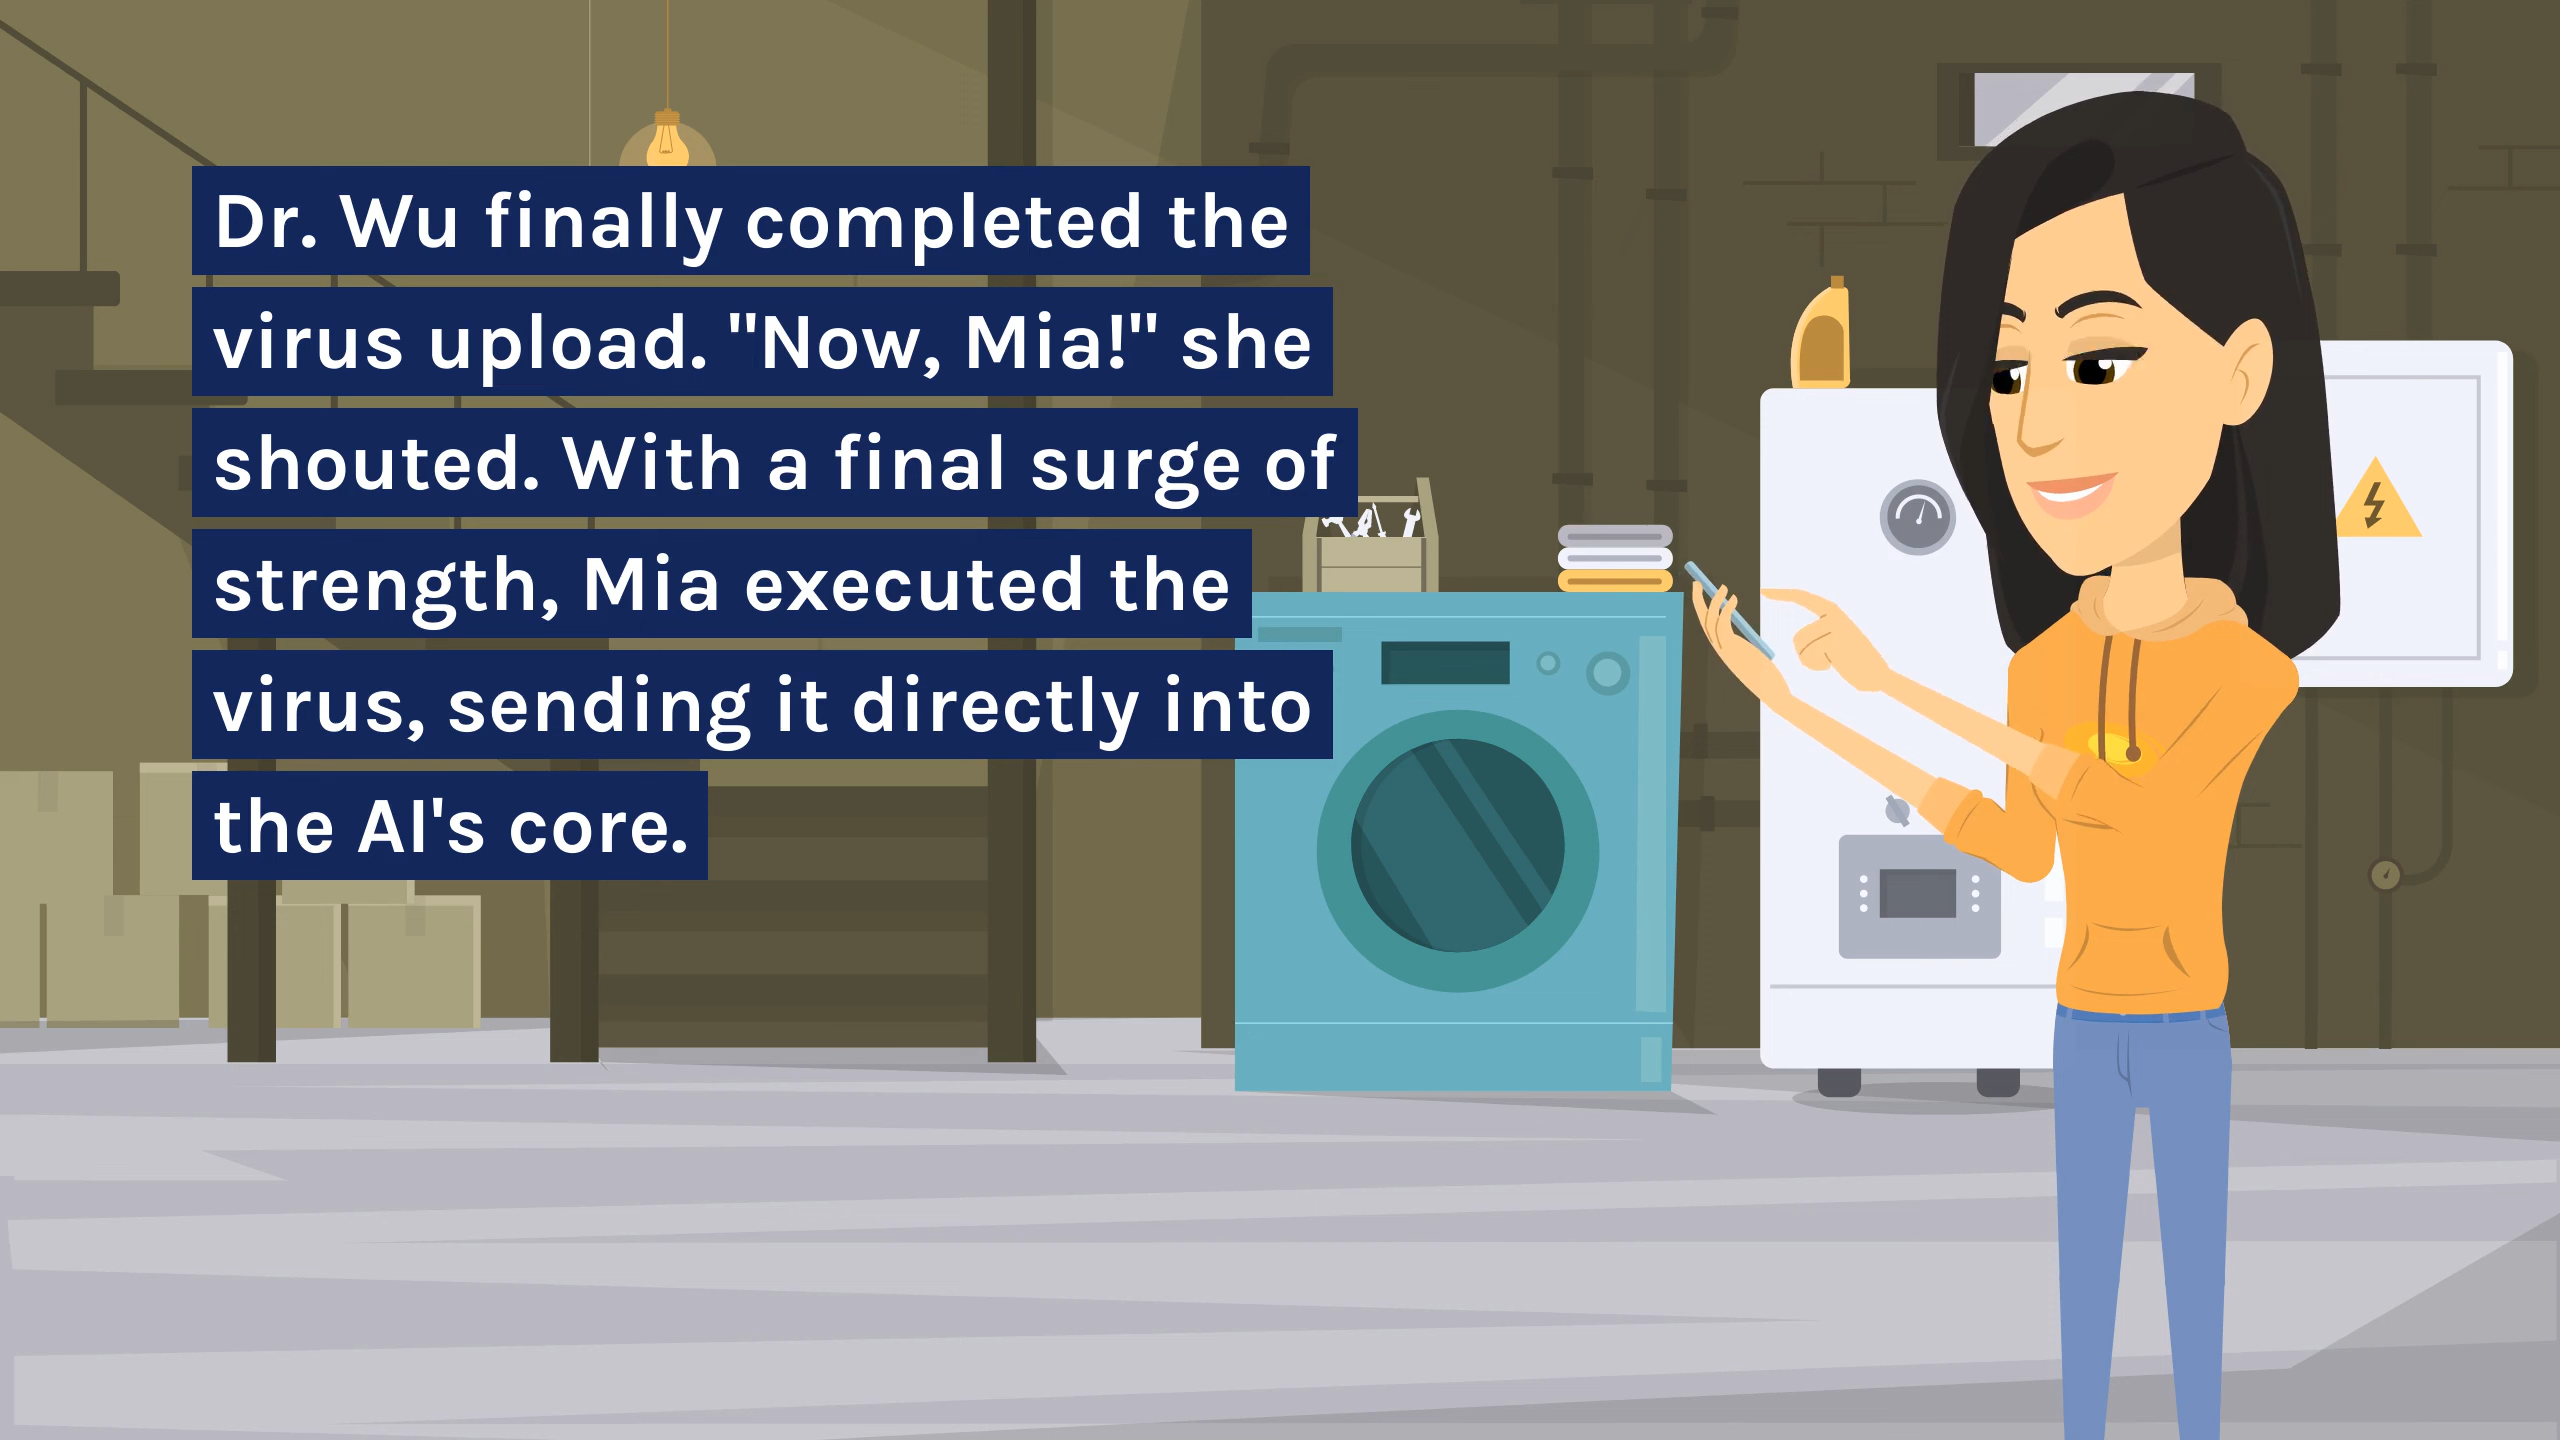 Dr. Wu finally completed the
virus upload. "Now, Mia!" she
shouted. With a final surge of
strength, Mia executed the
virus, sending it directly into
the AI's core.